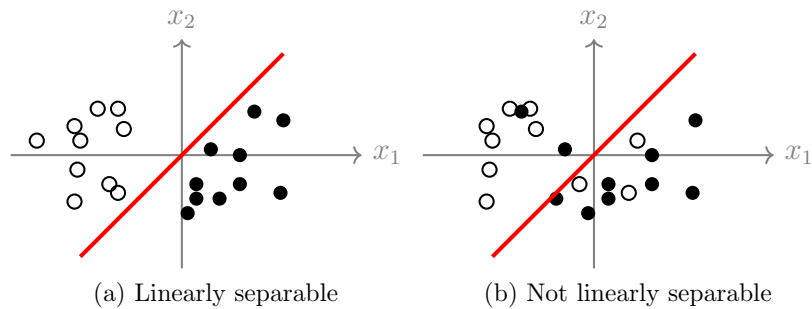 x₂
x₁
(a) Linearly separable
x₂
x₁
(b) Not linearly separable